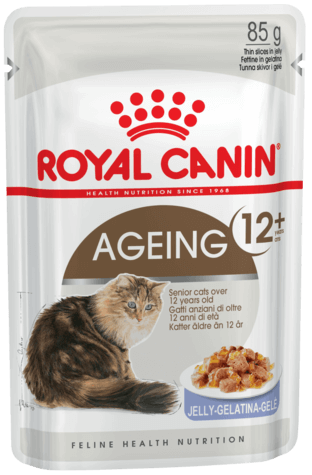 85 g
Thin slices in jelly
Fettine in gelatina
Tunna skivor i gelé
ROYAL CANIN®
HEALTH NUTRITION SINCE 1968
AGEING 12+
Senior cats over
12 years old
Gatti anziani di oltre
12 anni di età
Katter äldre än 12 år
JELLY-GELATINA-GELÉ
FELINE HEALTH NUTRITION